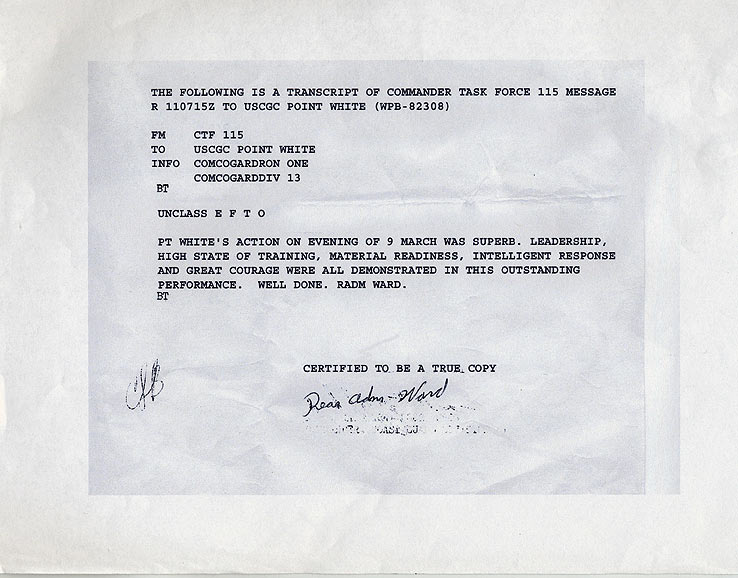 THE FOLLOWING IS A TRANSCRIPT OF COMMANDER TASK FORCE 115 MESSAGE
R 110715Z TO USCGC POINT WHITE (WPB-82308)
FM CTF 115
TO USCGC POINT WHITE
INFO COMCOGARDRON ONE
COMCOGARDDIV 13
BT
UNCLASS E F T O
PT WHITE'S ACTION ON EVENING OF 9 MARCH WAS SUPERB. LEADERSHIP,
HIGH STATE OF TRAINING, MATERIAL READINESS, INTELLIGENT RESPONSE
AND GREAT COURAGE WERE ALL DEMONSTRATED IN THIS OUTSTANDING
PERFORMANCE. WELL DONE. RADM WARD.
BT
CERTIFIED TO BE A TRUE COPY
Rear Adm. Ward